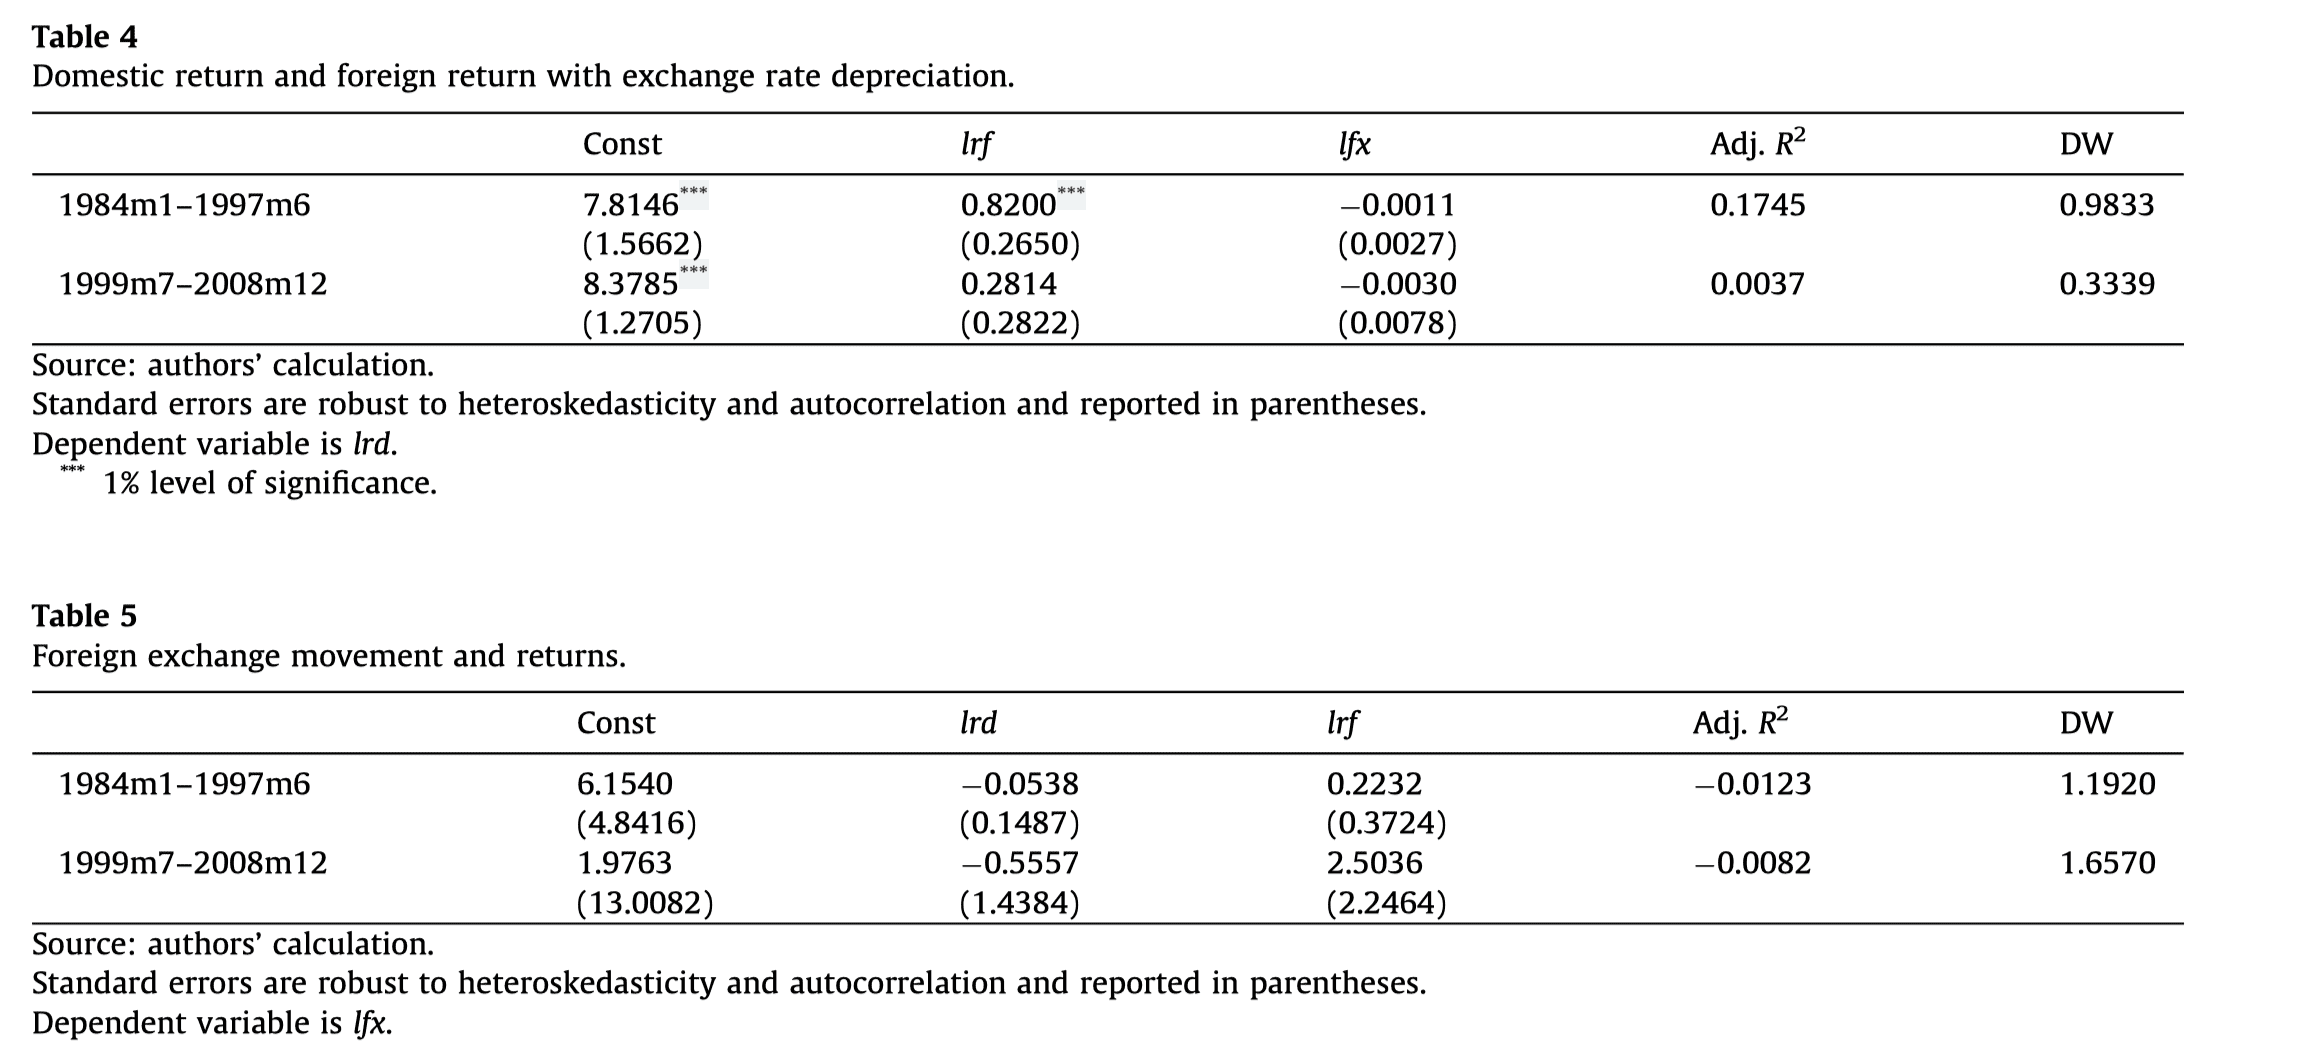 Table 4
Domestic return and foreign return with exchange rate depreciation.
Const lrf lfx Adj. R² DW
1984m1–1997m6 7.8146*** 0.8200*** −0.0011 0.1745 0.9833
(1.5662) (0.2650) (0.0027)
1999m7–2008m12 8.3785*** 0.2814 −0.0030 0.0037 0.3339
(1.2705) (0.2822) (0.0078)
Source: authors’ calculation.
Standard errors are robust to heteroskedasticity and autocorrelation and reported in parentheses.
Dependent variable is lrd.
*** 1% level of significance.
Table 5
Foreign exchange movement and returns.
Const lrd lrf Adj. R² DW
1984m1–1997m6 6.1540 −0.0538 0.2232 −0.0123 1.1920
(4.8416) (0.1487) (0.3724)
1999m7–2008m12 1.9763 −0.5557 2.5036 −0.0082 1.6570
(13.0082) (1.4384) (2.2464)
Source: authors’ calculation.
Standard errors are robust to heteroskedasticity and autocorrelation and reported in parentheses.
Dependent variable is lfx.